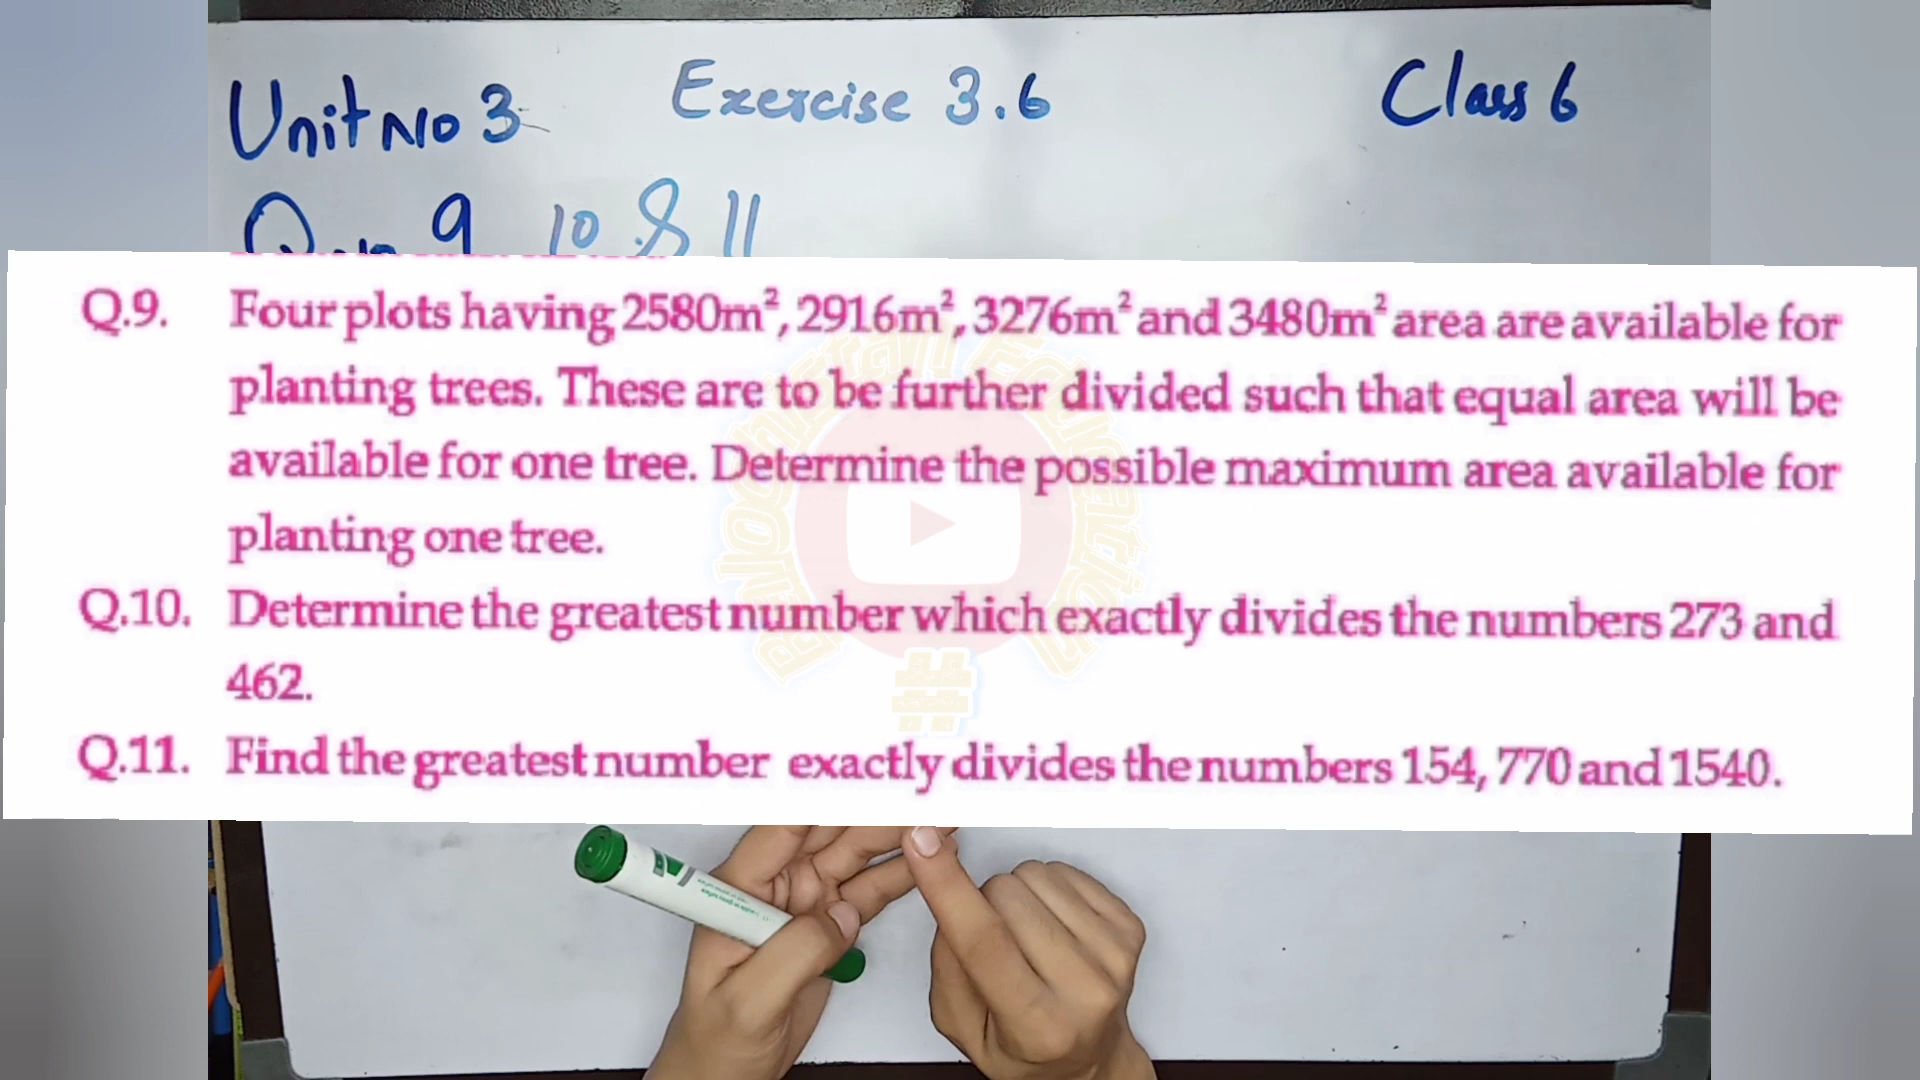 Unit No 3 Exercise 3.6 Class 6
9 10 & 11
Q.9. Four plots having 2580m², 2916m², 3276m² and 3480m² area are available for
planting trees. These are to be further divided such that equal area will be
available for one tree. Determine the possible maximum area available for
planting one tree.
Q.10. Determine the greatest number which exactly divides the numbers 273 and
462.
Q.11. Find the greatest number exactly divides the numbers 154, 770 and 1540.